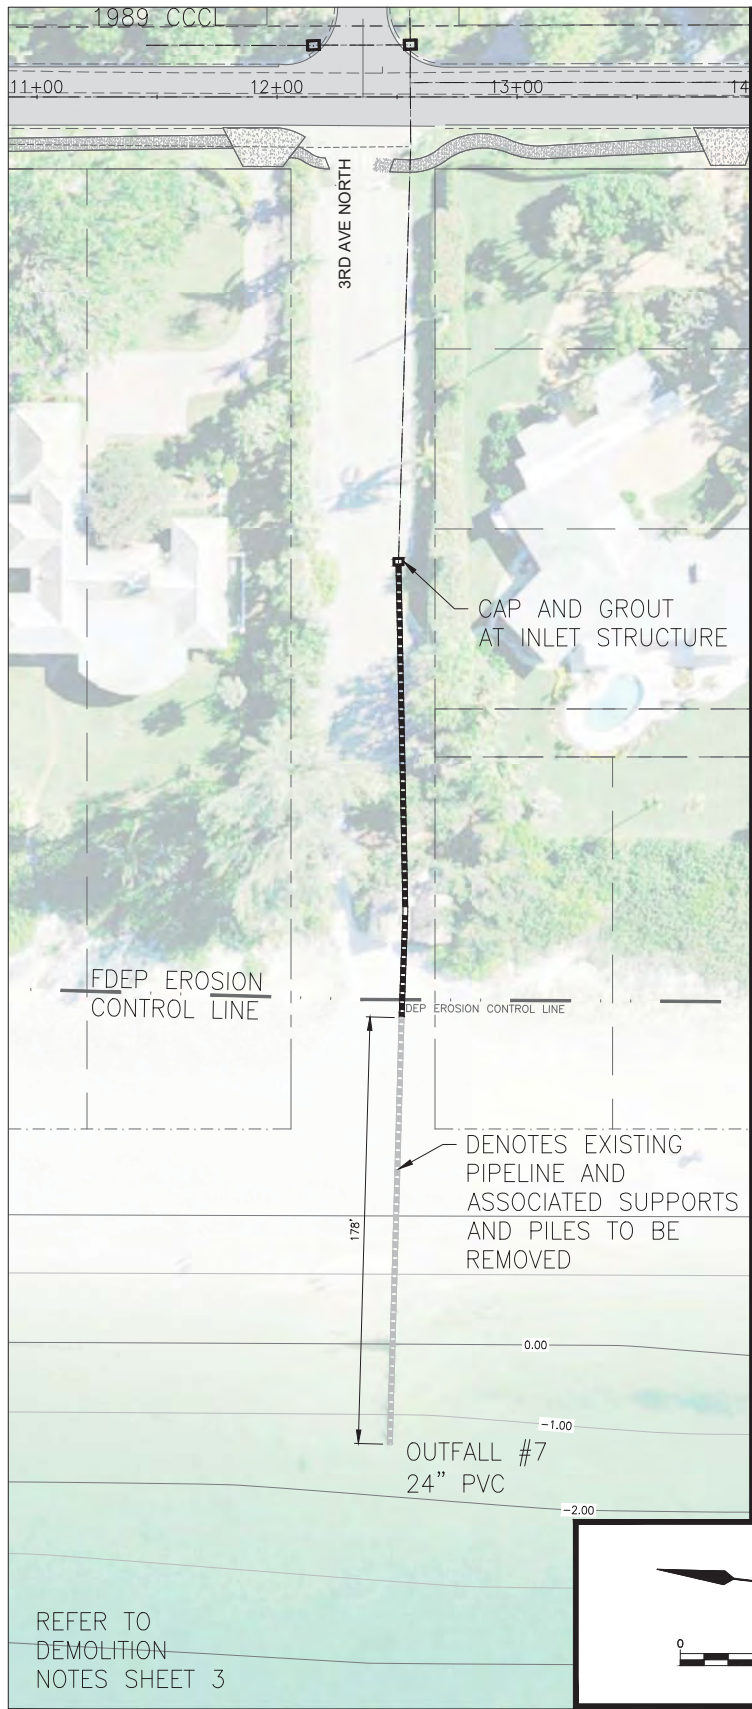 1989 CCCL
11+00
12+00
13+00
14
3RD AVE NORTH
CAP AND GROUT
AT INLET STRUCTURE
FDEP EROSION
CONTROL LINE
DEP EROSION CONTROL LINE
DENOTES EXISTING
PIPELINE AND
ASSOCIATED SUPPORTS
AND PILES TO BE
REMOVED
178'
0.00
-1.00
OUTFALL #7
24" PVC
-2.00
REFER TO
DEMOLITION
NOTES SHEET 3
0